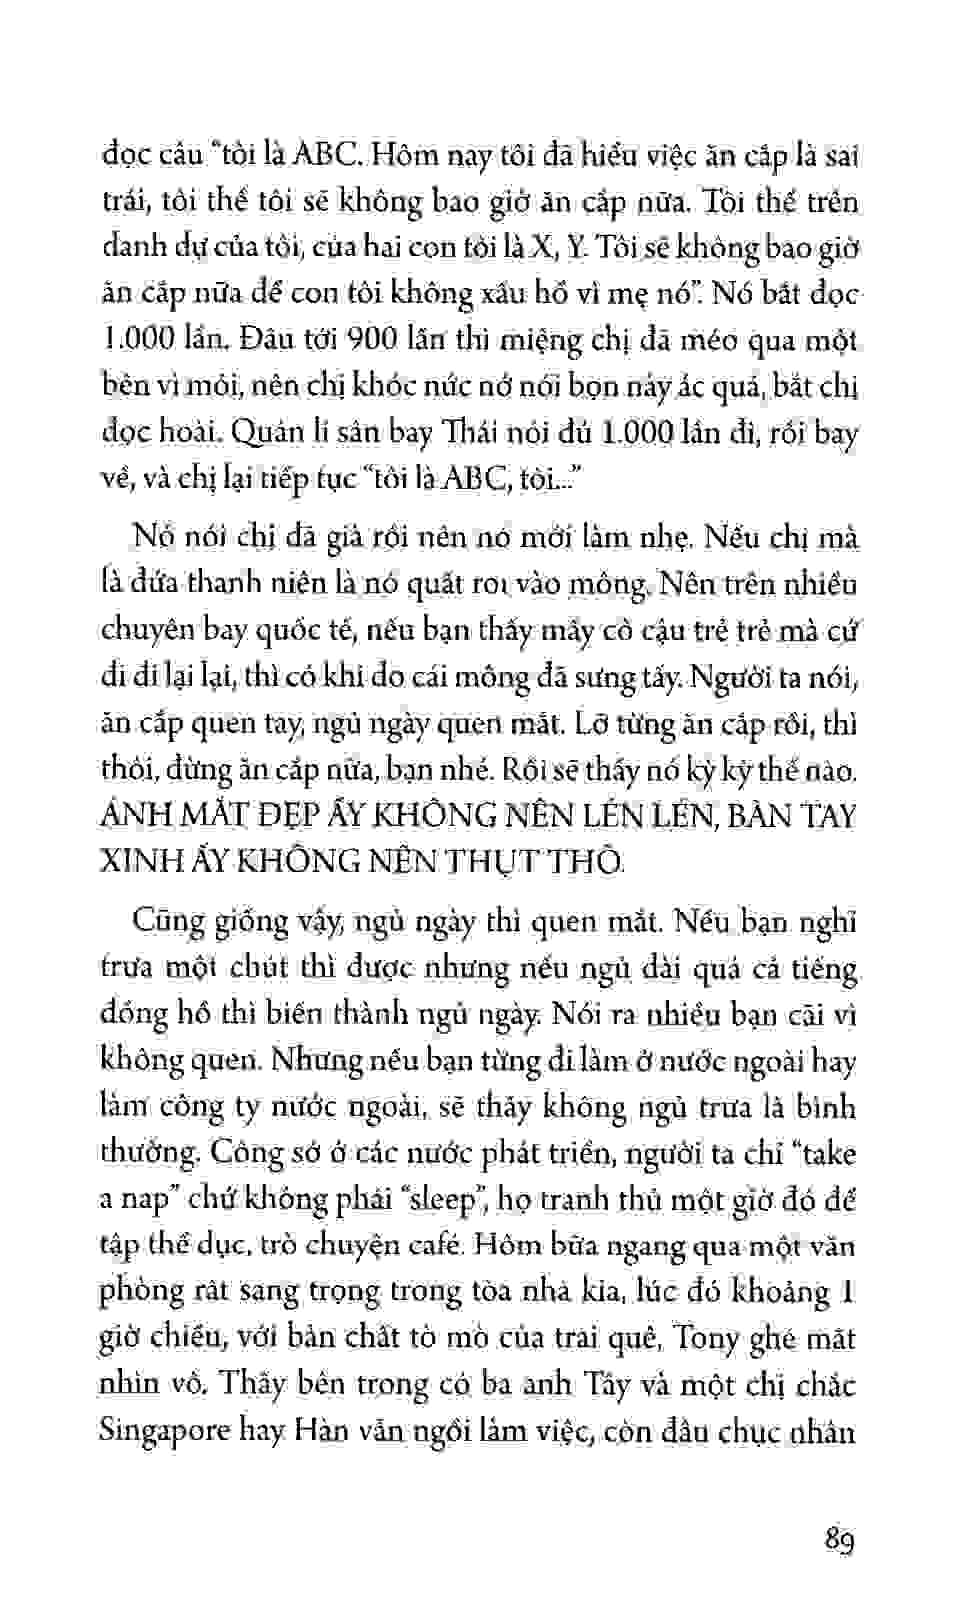 đọc câu “tôi là ABC. Hôm nay tôi đã hiểu việc ăn cắp là sai
trái, tôi thề tôi sẽ không bao giờ ăn cắp nữa. Tôi thề trên
danh dự của tôi, của hai con tôi là X, Y. Tôi sẽ không bao giờ
ăn cắp nữa để con tôi không xấu hổ vì mẹ nó”. Nó bắt đọc
1.000 lần. Đâu tới 900 lần thì miệng chị đã méo qua một
bên vì mỏi, nên chị khóc nức nở nói bọn này ác quá, bắt chị
đọc hoài. Quản lí sân bay Thái nói đủ 1.000 lần đi, rồi bay
về, và chị lại tiếp tục “tôi là ABC, tôi...”
Nó nói chị đã già rồi nên nó mới làm nhẹ. Nếu chị mà
là đứa thanh niên là nó quất roi vào mông. Nên trên nhiều
chuyến bay quốc tế, nếu bạn thấy mấy cô cậu trẻ trẻ mà cứ
đi đi lại lại, thì có khi do cái mông đã sưng tấy. Người ta nói,
ăn cắp quen tay, ngủ ngày quen mắt. Lỡ từng ăn cắp rồi, thì
thôi, đừng ăn cắp nữa, bạn nhé. Rồi sẽ thấy nó kỳ kỳ thế nào.
ÁNH MẮT ĐẸP ẤY KHÔNG NÊN LÉN LÉN, BÀN TAY
XINH ẤY KHÔNG NÊN THỤT THÒ.
Cũng giống vậy, ngủ ngày thì quen mắt. Nếu bạn nghỉ
trưa một chút thì được nhưng nếu ngủ dài quá cả tiếng
đồng hồ thì biến thành ngủ ngày. Nói ra nhiều bạn cãi vì
không quen. Nhưng nếu bạn từng đi làm ở nước ngoài hay
làm công ty nước ngoài, sẽ thấy không ngủ trưa là bình
thường. Công sở ở các nước phát triển, người ta chỉ “take
a nap” chứ không phải “sleep”, họ tranh thủ một giờ đó để
tập thể dục, trò chuyện café. Hôm bữa ngang qua một văn
phòng rất sang trọng trong tòa nhà kia, lúc đó khoảng 1
giờ chiều, với bản chất tò mò của trai quê, Tony ghé mắt
nhìn vô. Thấy bên trong có ba anh Tây và một chị chắc
Singapore hay Hàn vẫn ngồi làm việc, còn đâu chục nhân
89